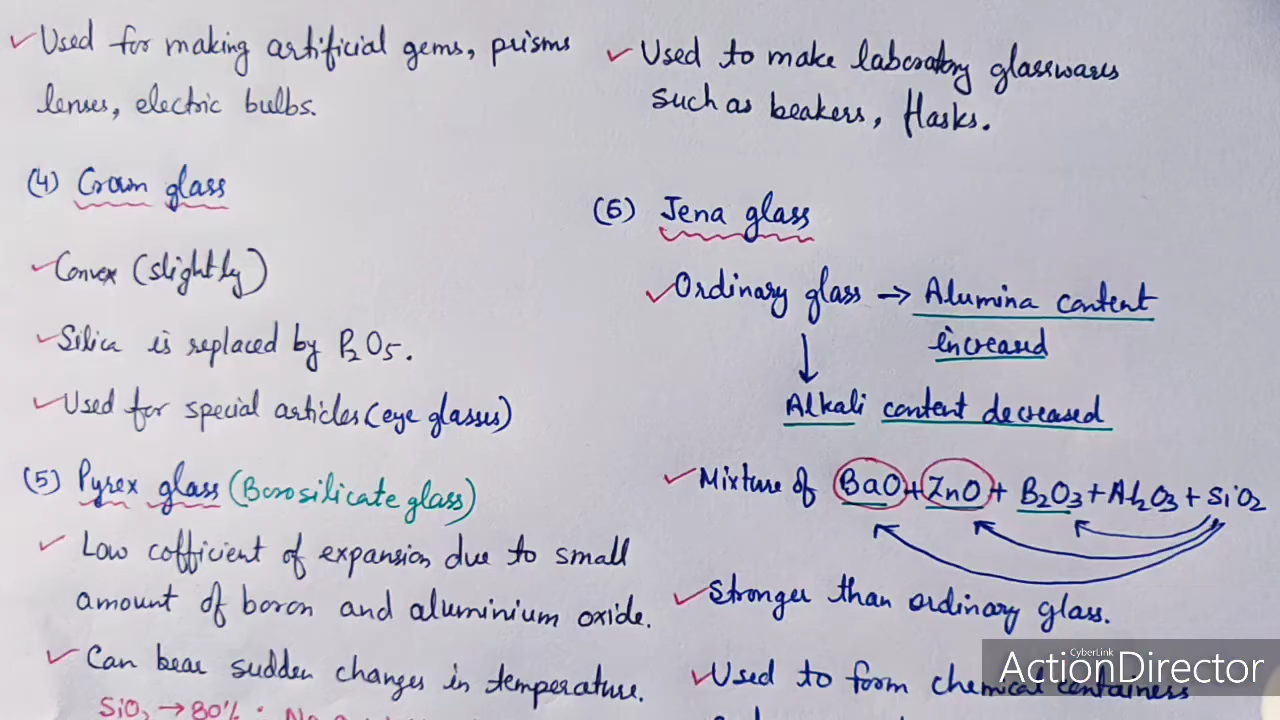 ✓ Used for making artificial gems, prisms
lenses, electric bulbs.
(4) Crown glass
✓ Convex (slightly)
✓ Silica is replaced by P2O5.
✓ Used for special articles (eye glasses)
(5) Pyrex glass (Borosilicate glass)
✓ Low cofficient of expansion due to small
amount of boron and aluminium oxide.
✓ Can bear sudden changes in temperature.
SiO2 → 80%
✓ Used to make laboratory glasswares
such as beakers, flasks.
(6) Jena glass
✓ Ordinary glass → Alumina content
increased
↓
Alkali content decreased
✓ Mixture of BaO + ZnO + B2O3 + Al2O3 + SiO2
✓ Stronger than ordinary glass.
✓ Used to form chemical containess
CyberLink
ActionDirector